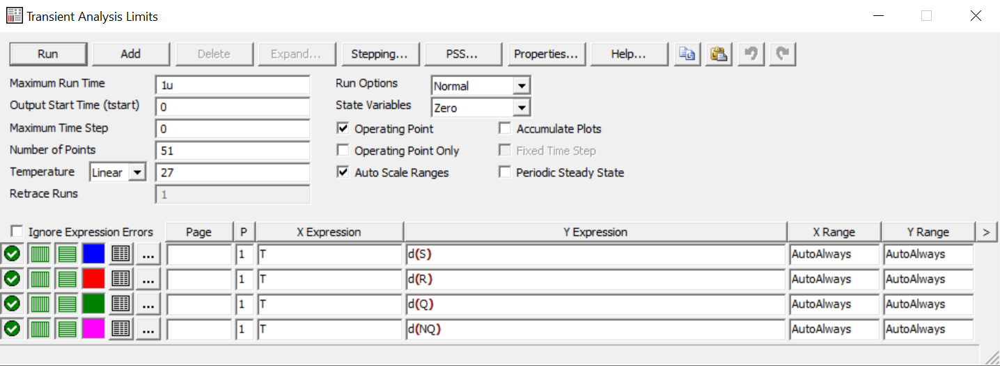 Transient Analysis Limits
Run Add Delete Expand... Stepping... PSS... Properties... Help...
Maximum Run Time 1u Run Options Normal
Output Start Time (tstart) 0 State Variables Zero
Maximum Time Step 0 Operating Point Accumulate Plots
Number of Points 51 Operating Point Only Fixed Time Step
Temperature Linear 27 Auto Scale Ranges Periodic Steady State
Retrace Runs 1
Ignore Expression Errors Page P X Expression Y Expression X Range Y Range >
... 1 T d(S) AutoAlways AutoAlways
... 1 T d(R) AutoAlways AutoAlways
... 1 T d(Q) AutoAlways AutoAlways
... 1 T d(NQ) AutoAlways AutoAlways